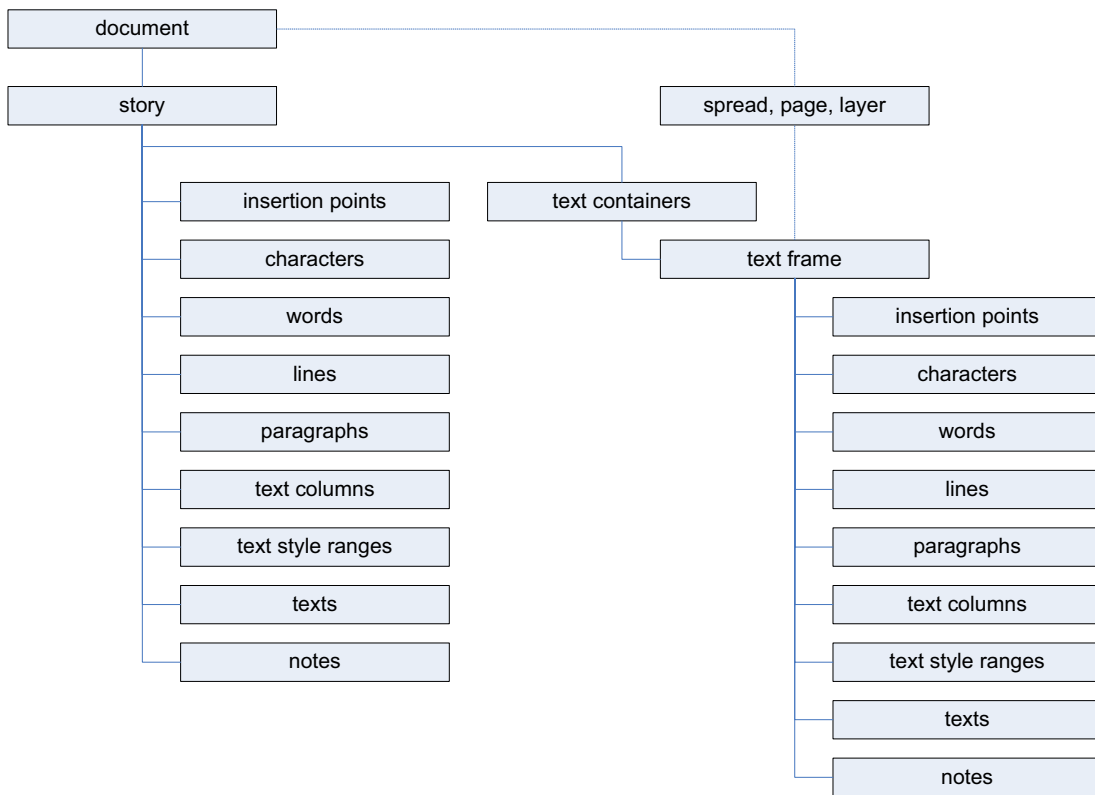 document
story
spread, page, layer
insertion points
text containers
characters
text frame
words
insertion points
lines
characters
paragraphs
words
text columns
lines
text style ranges
paragraphs
texts
text columns
notes
text style ranges
texts
notes